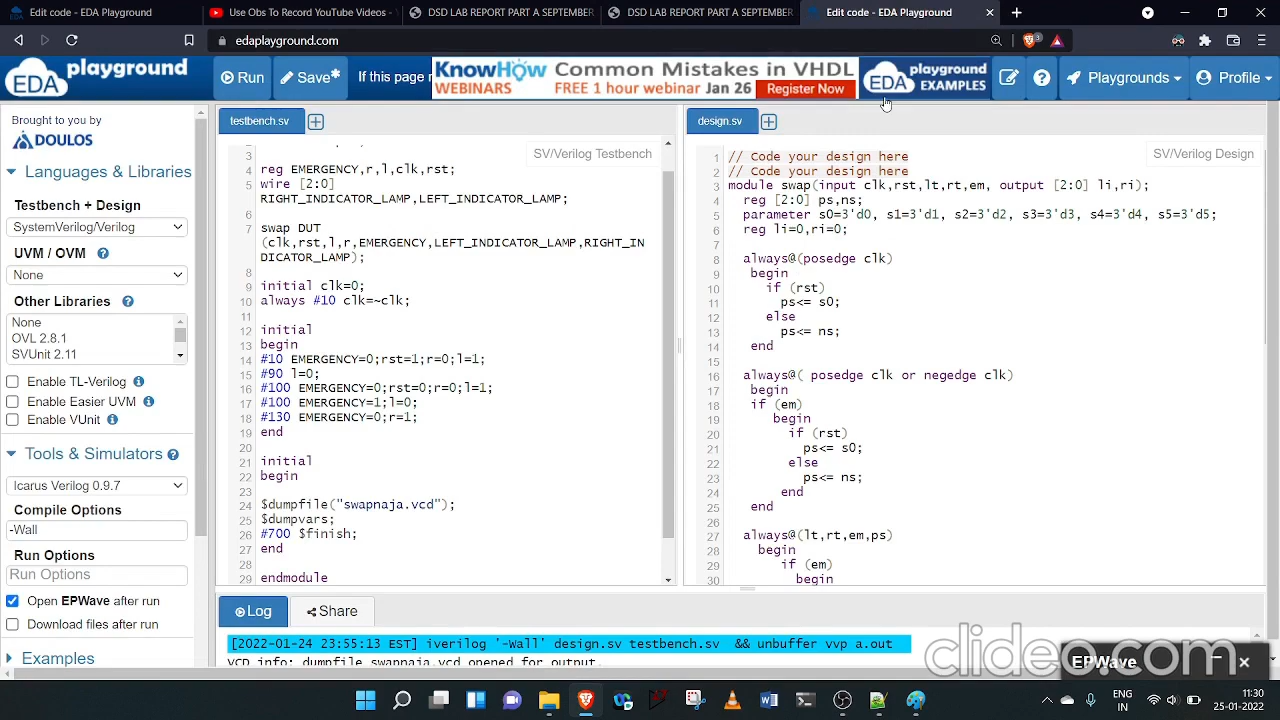 Edit code - EDA Playground
Use Obs To Record YouTube Videos -
DSD LAB REPORT PART A SEPTEMBER
DSD LAB REPORT PART A SEPTEMBER
Edit code - EDA Playground
edaplayground.com
EDA playground
Run
Save*
If this page r
KnowHow WEBINARS
Common Mistakes in VHDL
FREE 1 hour webinar Jan 26
Register Now
EDA playground EXAMPLES
Playgrounds
Profile
Brought to you by
DOULOS
Languages & Libraries
Testbench + Design
SystemVerilog/Verilog
UVM / OVM
None
Other Libraries
None
OVL 2.8.1
SVUnit 2.11
Enable TL-Verilog
Enable Easier UVM
Enable VUnit
Tools & Simulators
Icarus Verilog 0.9.7
Compile Options
-Wall
Run Options
Run Options
Open EPWave after run
Download files after run
Examples
testbench.sv
SV/Verilog Testbench
3
4 reg EMERGENCY,r,l,clk,rst;
5 wire [2:0]
RIGHT_INDICATOR_LAMP,LEFT_INDICATOR_LAMP;
6
7 swap DUT
(clk,rst,l,r,EMERGENCY,LEFT_INDICATOR_LAMP,RIGHT_IN
DICATOR_LAMP);
8
9 initial clk=0;
10 always #10 clk=~clk;
11
12 initial
13 begin
14 #10 EMERGENCY=0;rst=1;r=0;l=1;
15 #90 l=0;
16 #100 EMERGENCY=0;rst=0;r=0;l=1;
17 #100 EMERGENCY=1;l=0;
18 #130 EMERGENCY=0;r=1;
19 end
20
21 initial
22 begin
23
24 $dumpfile("swapnaja.vcd");
25 $dumpvars;
26 #700 $finish;
27 end
28
29 endmodule
design.sv
SV/Verilog Design
1 // Code your design here
2 // Code your design here
3 module swap(input clk,rst,lt,rt,em, output [2:0] li,ri);
4 reg [2:0] ps,ns;
5 parameter s0=3'd0, s1=3'd1, s2=3'd2, s3=3'd3, s4=3'd4, s5=3'd5;
6 reg li=0,ri=0;
7
8 always@(posedge clk)
9 begin
10 if (rst)
11 ps<= s0;
12 else
13 ps<= ns;
14 end
15
16 always@( posedge clk or negedge clk)
17 begin
18 if (em)
19 begin
20 if (rst)
21 ps<= s0;
22 else
23 ps<= ns;
24 end
25 end
26
27 always@(lt,rt,em,ps)
28 begin
29 if (em)
30 begin
Log
Share
[2022-01-24 23:55:13 EST] iverilog '-Wall' design.sv testbench.sv && unbuffer vvp a.out
VCD info: dumpfile swapnaja.vcd opened for output.
EPWave
clideo.com
ENG
IN
11:30
25-01-2022